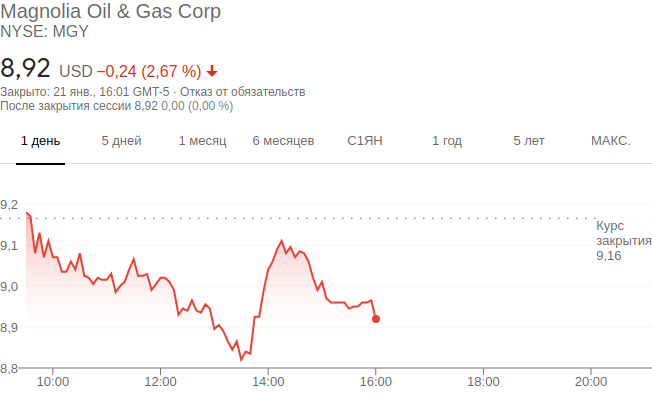 Magnolia Oil & Gas Corp
NYSE: MGY
8,92 USD −0,24 (2,67 %)
Закрыто: 21 янв., 16:01 GMT-5 · Отказ от обязательств
После закрытия сессии 8,92 0,00 (0,00 %)
1 день 5 дней 1 месяц 6 месяцев С1ЯН 1 год 5 лет МАКС.
9,2
Курс
закрытия
9,16
9,1
9,0
8,9
8,8
10:00 12:00 14:00 16:00 18:00 20:00